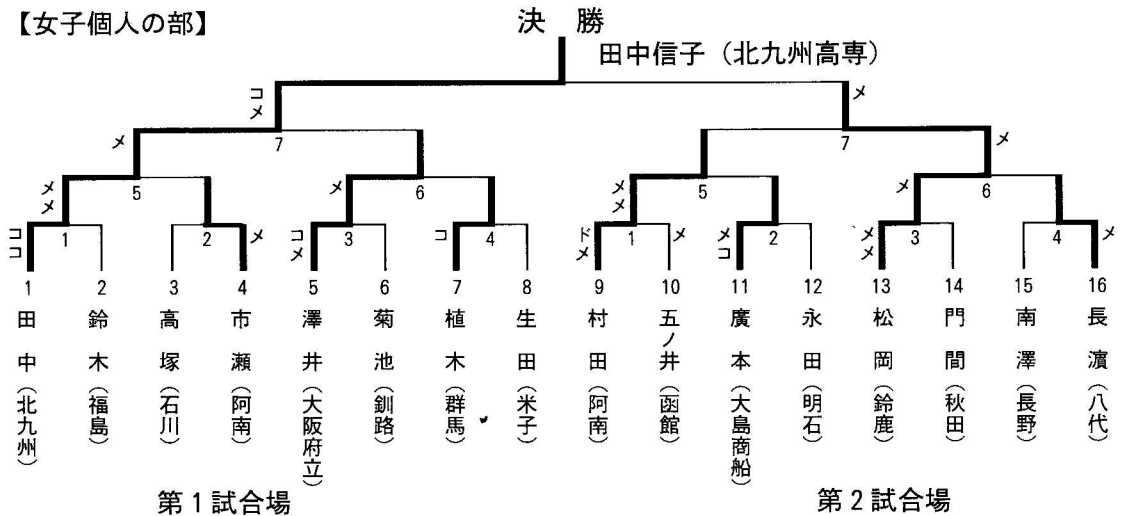 【女子個人の部】
決 勝
田中信子（北九州高専）
コメ
メ
7
7
メ
メ
メメ
5
メ
6
メメ
5
メ
6
ココ
1
2
メ
コメ
3
コ
4
ドメ
1
メ
メコ
2
メメ
3
4
メ
1 2 3 4 5 6 7 8 9 10 11 12 13 14 15 16
田中（北九州）
鈴木（福島）
高塚（石川）
市瀬（阿南）
澤井（大阪府立）
菊池（釧路）
植木（群馬）
生田（米子）
村田（阿南）
五ノ井（函館）
廣本（大島商船）
永田（明石）
松岡（鈴鹿）
門間（秋田）
南澤（長野）
長濵（八代）
第1試合場
第2試合場